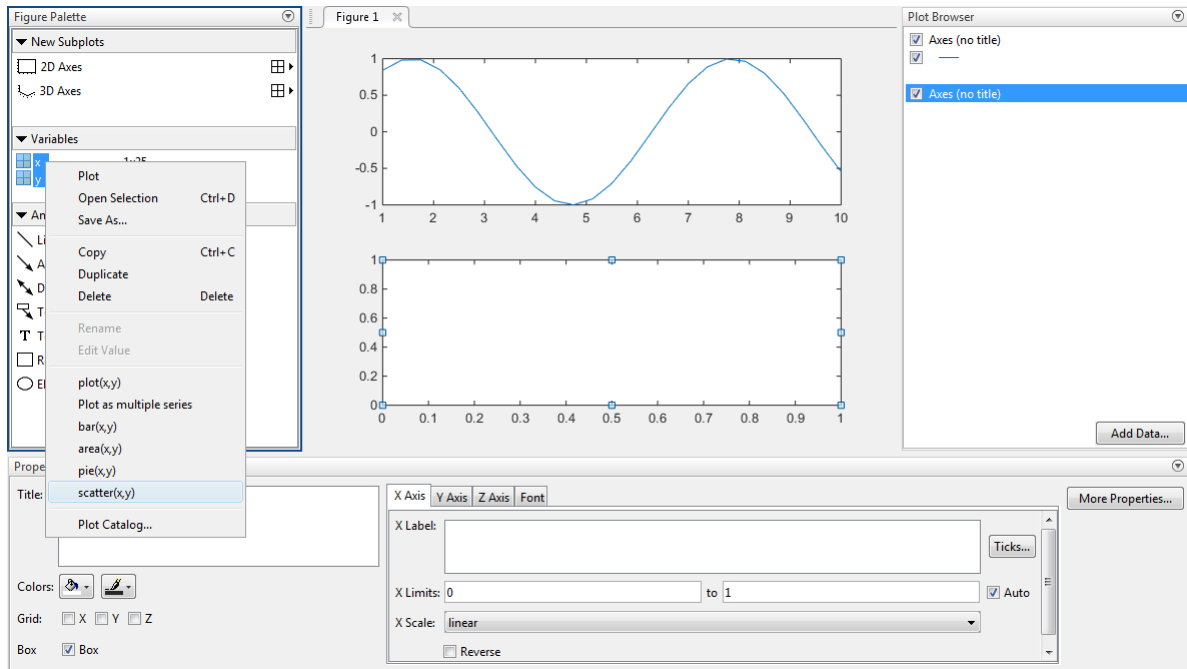 Figure Palette
New Subplots
2D Axes
3D Axes
Variables
x 1x25
y
Plot
Open Selection Ctrl+D
Save As...
Copy Ctrl+C
Duplicate
Delete Delete
Rename
Edit Value
plot(x,y)
Plot as multiple series
bar(x,y)
area(x,y)
pie(x,y)
scatter(x,y)
Plot Catalog...
An
Li
A
D
T
T T
R
El
Figure 1
1
0.5
0
-0.5
-1
1 2 3 4 5 6 7 8 9 10
1
0.8
0.6
0.4
0.2
0
0 0.1 0.2 0.3 0.4 0.5 0.6 0.7 0.8 0.9 1
Plot Browser
Axes (no title)
Axes (no title)
Add Data...
Prope
Title:
Colors:
Grid: X Y Z
Box Box
X Axis Y Axis Z Axis Font
X Label:
Ticks...
X Limits: 0 to 1 Auto
X Scale: linear
Reverse
More Properties...